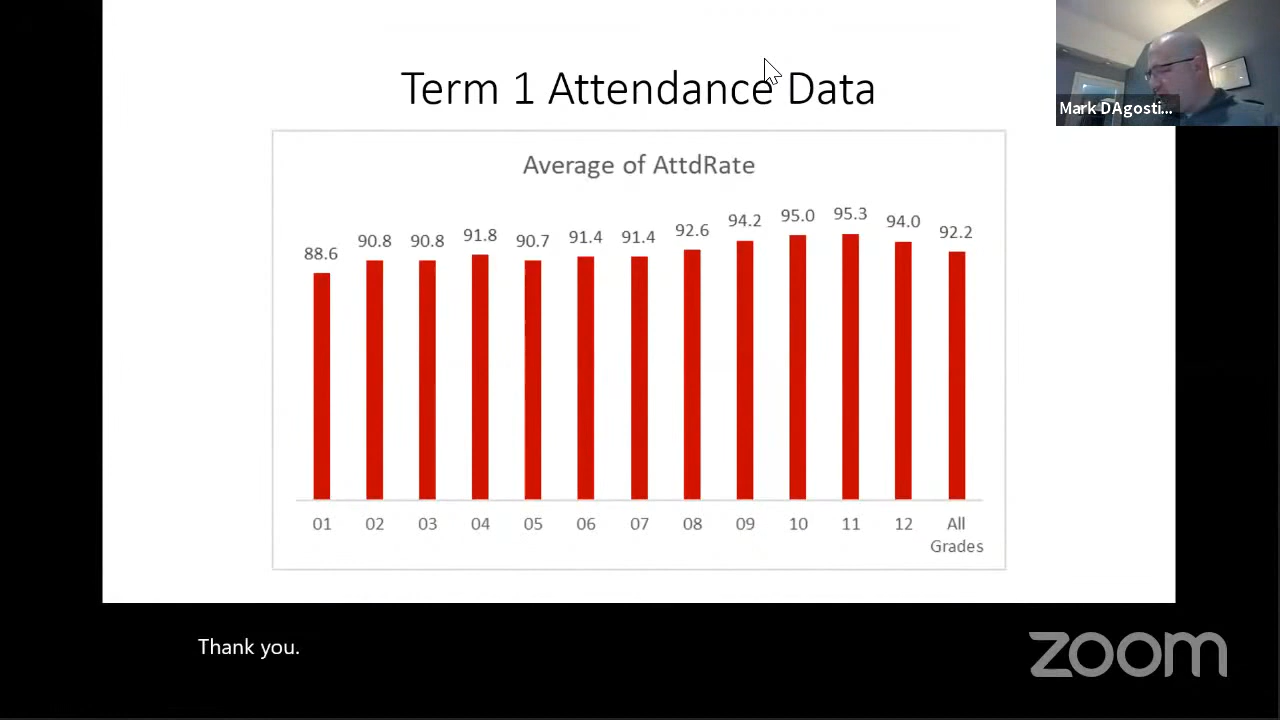 Term 1 Attendance Data
Mark DAgosti...
Average of AttdRate
88.6 90.8 90.8 91.8 90.7 91.4 91.4 92.6 94.2 95.0 95.3 94.0 92.2
01 02 03 04 05 06 07 08 09 10 11 12 All
Grades
Thank you.
zoom